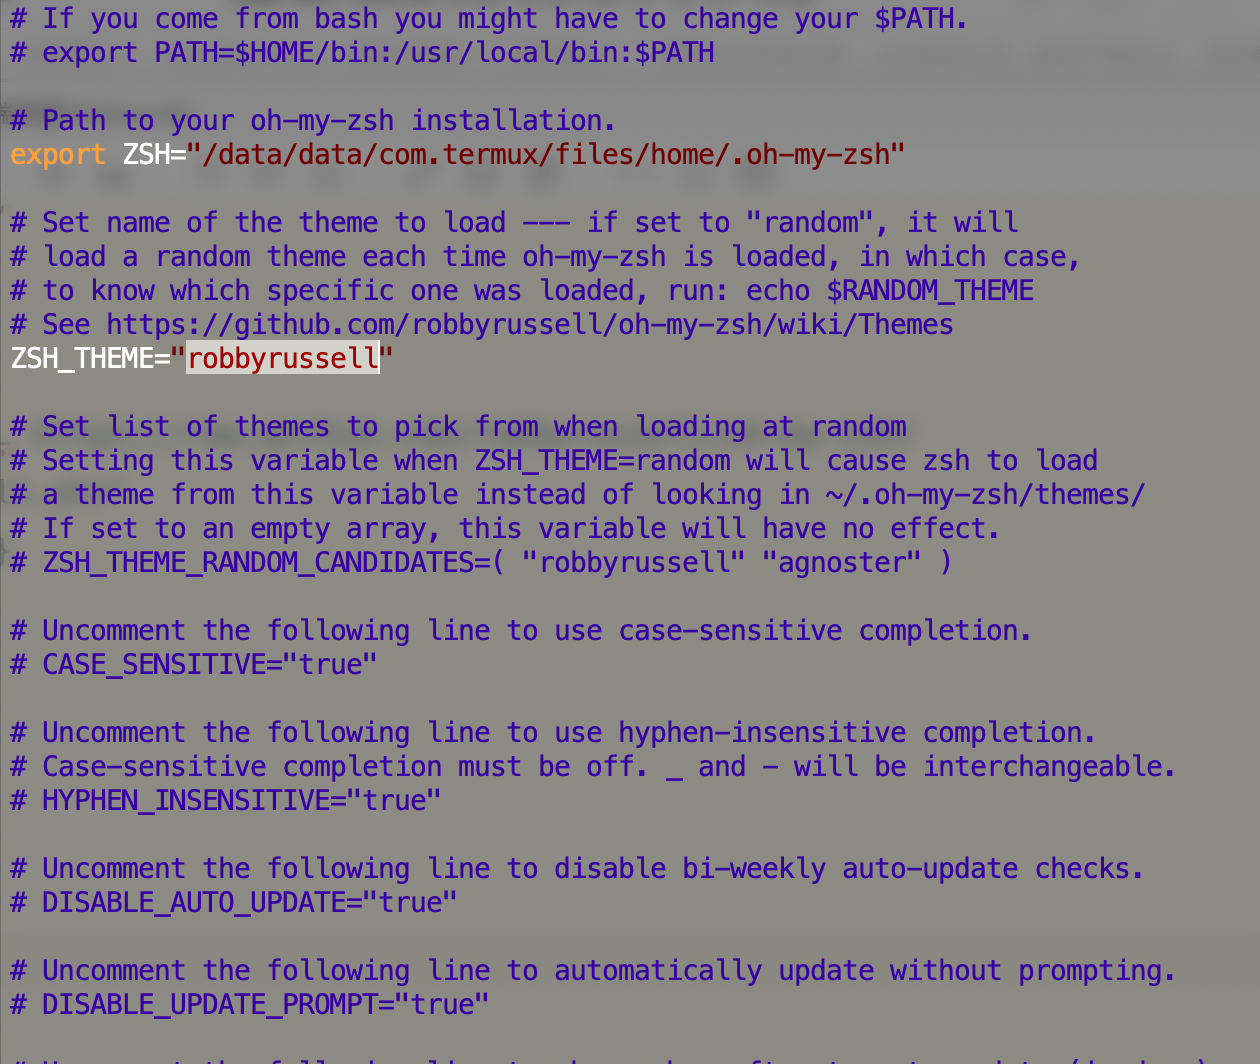 # If you come from bash you might have to change your $PATH.
# export PATH=$HOME/bin:/usr/local/bin:$PATH
# Path to your oh-my-zsh installation.
export ZSH="/data/data/com.termux/files/home/.oh-my-zsh"
# Set name of the theme to load --- if set to "random", it will
# load a random theme each time oh-my-zsh is loaded, in which case,
# to know which specific one was loaded, run: echo $RANDOM_THEME
# See https://github.com/robbyrussell/oh-my-zsh/wiki/Themes
ZSH_THEME="robbyrussell"
# Set list of themes to pick from when loading at random
# Setting this variable when ZSH_THEME=random will cause zsh to load
# a theme from this variable instead of looking in ~/.oh-my-zsh/themes/
# If set to an empty array, this variable will have no effect.
# ZSH_THEME_RANDOM_CANDIDATES=( "robbyrussell" "agnoster" )
# Uncomment the following line to use case-sensitive completion.
# CASE_SENSITIVE="true"
# Uncomment the following line to use hyphen-insensitive completion.
# Case-sensitive completion must be off. _ and - will be interchangeable.
# HYPHEN_INSENSITIVE="true"
# Uncomment the following line to disable bi-weekly auto-update checks.
# DISABLE_AUTO_UPDATE="true"
# Uncomment the following line to automatically update without prompting.
# DISABLE_UPDATE_PROMPT="true"